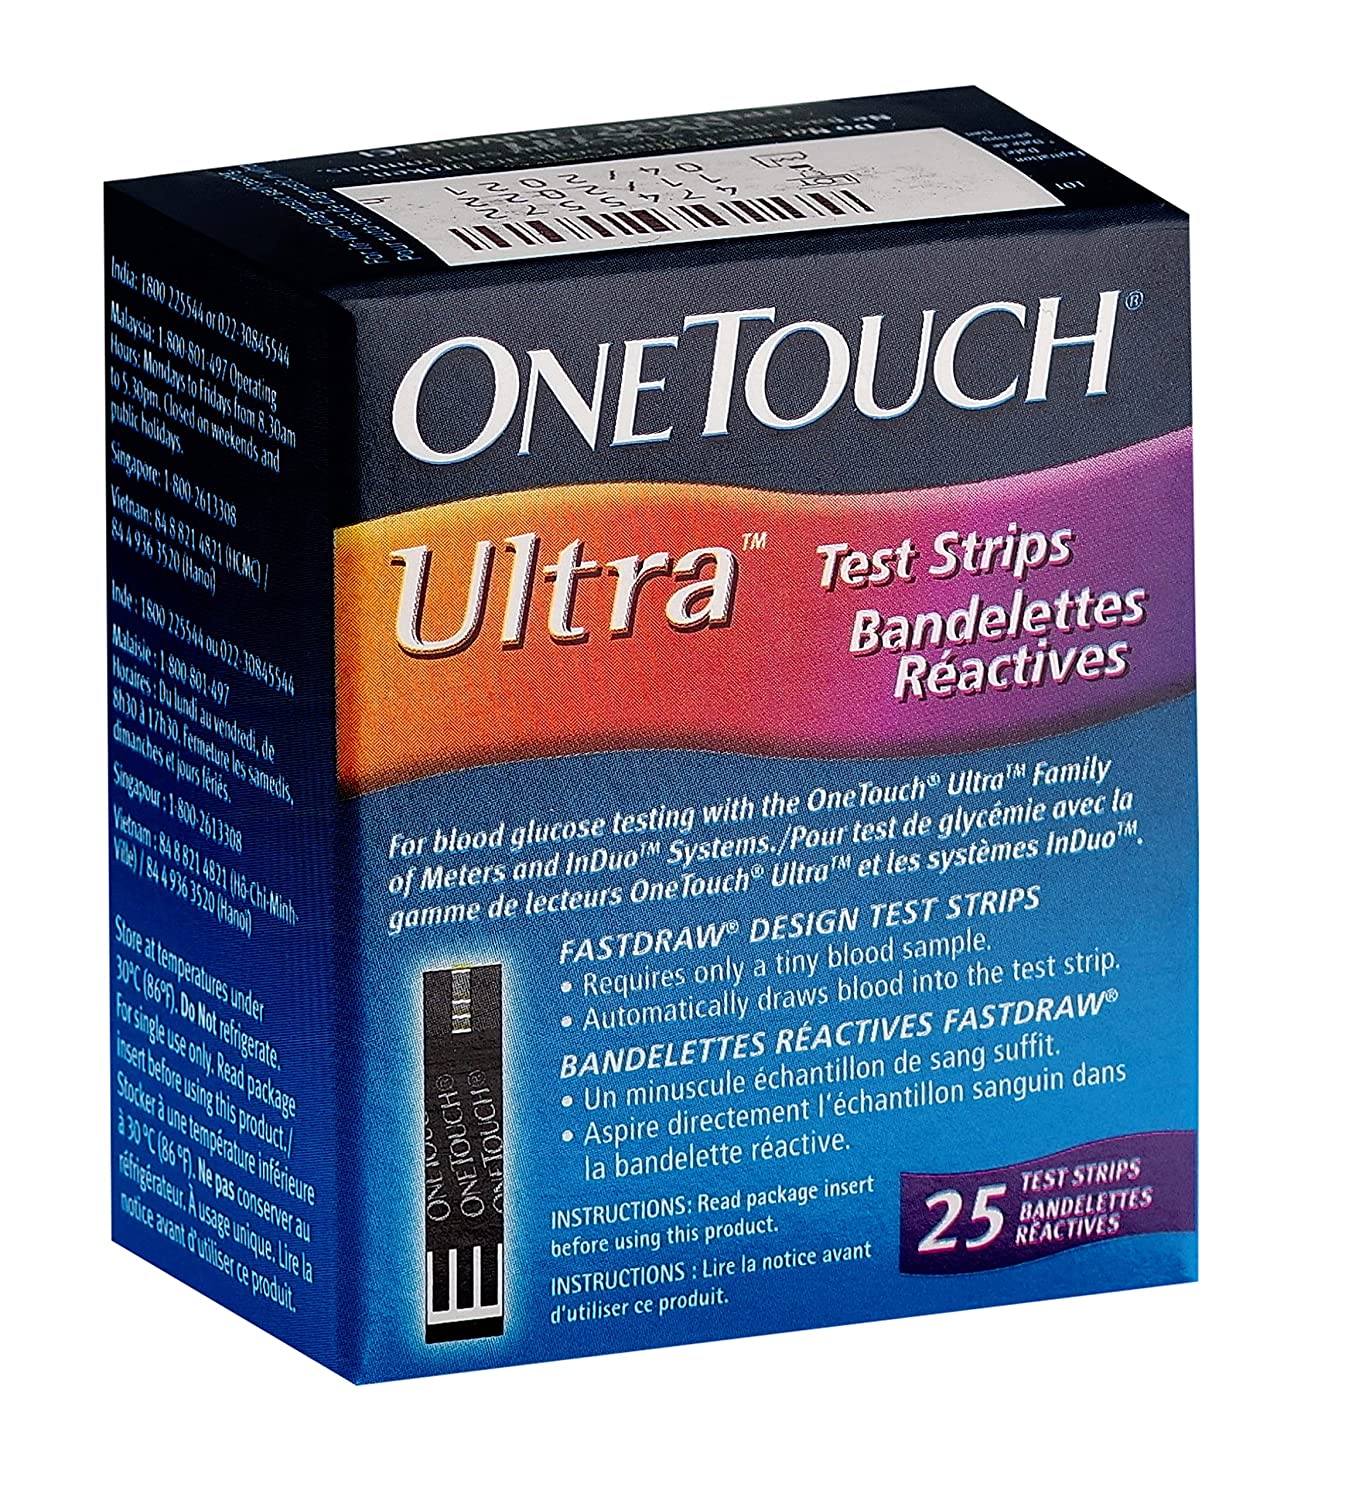 ONETOUCH®
Ultra™
Test Strips
Bandelettes
Réactives
For blood glucose testing with the OneTouch® Ultra™ Family
of Meters and InDuo™ Systems./Pour test de glycémie avec la
gamme de lecteurs OneTouch® Ultra™ et les systèmes InDuo™.
FASTDRAW® DESIGN TEST STRIPS
• Requires only a tiny blood sample.
• Automatically draws blood into the test strip.
BANDELETTES RÉACTIVES FASTDRAW®
• Un minuscule échantillon de sang suffit.
• Aspire directement l'échantillon sanguin dans
la bandelette réactive.
INSTRUCTIONS: Read package insert
before using this product.
INSTRUCTIONS : Lire la notice avant
d'utiliser ce produit.
25
TEST STRIPS
BANDELETTES
RÉACTIVES
ONETOUCH®
ONETOUCH®
India: 1800 225544 or 022-30845544
Malaysia: 1-800-801-497 Operating
Hours: Mondays to Fridays from 8.30am
to 5.30pm. Closed on weekends and
public holidays.
Singapore: 1-800-2613308
Vietnam: 84 8 821 4821 (HCMC) /
84 4 936 3520 (Hanoi)
Inde : 1800 225544 ou 022-30845544
Malaisie : 1-800-801-497
Horaires : Du lundi au vendredi, de
8h30 à 17h30. Fermeture les samedis,
dimanches et jours fériés.
Singapour : 1-800-2613308
Vietnam : 84 8 821 4821 (Hô-Chi-Minh-
Ville) / 84 4 936 3520 (Hanoi)
Store at temperatures under
30°C (86°F). Do Not refrigerate.
For single use only. Read package
insert before using this product./
Stocker à une température inférieure
à 30 °C (86 °F). Ne pas conserver au
réfrigérateur. À usage unique. Lire la
notice avant d'utiliser ce produit.
LOT